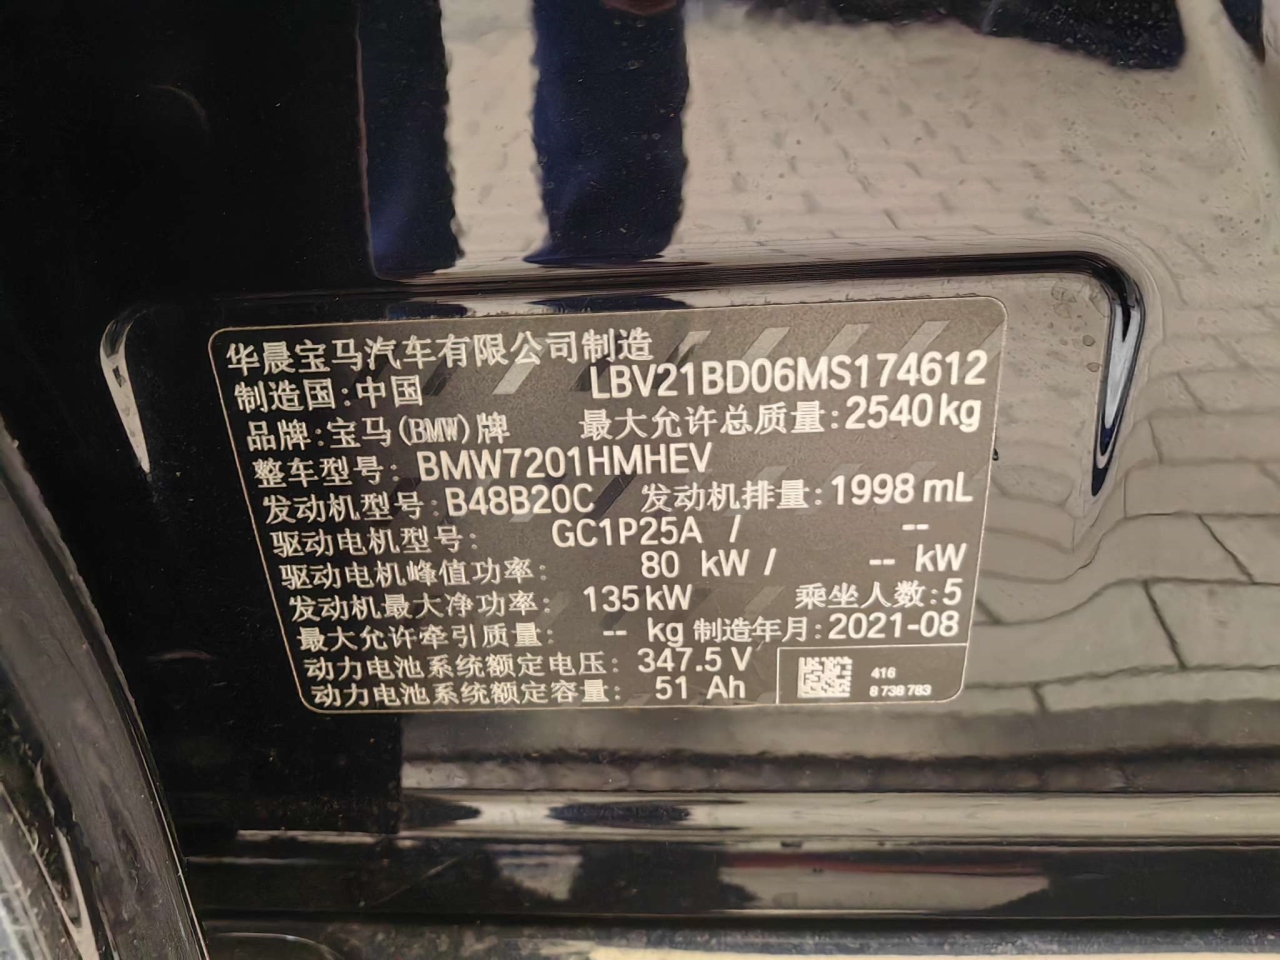 华晨宝马汽车有限公司制造
制造国:中国 LBV21BD06MS174612
品牌:宝马(BMW)牌 最大允许总质量:2540kg
整车型号: BMW7201HMHEV
发动机型号: B48B20C 发动机排量:1998 mL
驱动电机型号: GC1P25A / --
驱动电机峰值功率: 80 kW / -- kW
发动机最大净功率: 135kW 乘坐人数:5
最大允许牵引质量: -- kg 制造年月:2021-08
动力电池系统额定电压: 347.5 V
动力电池系统额定容量: 51 Ah
416
8 738 783